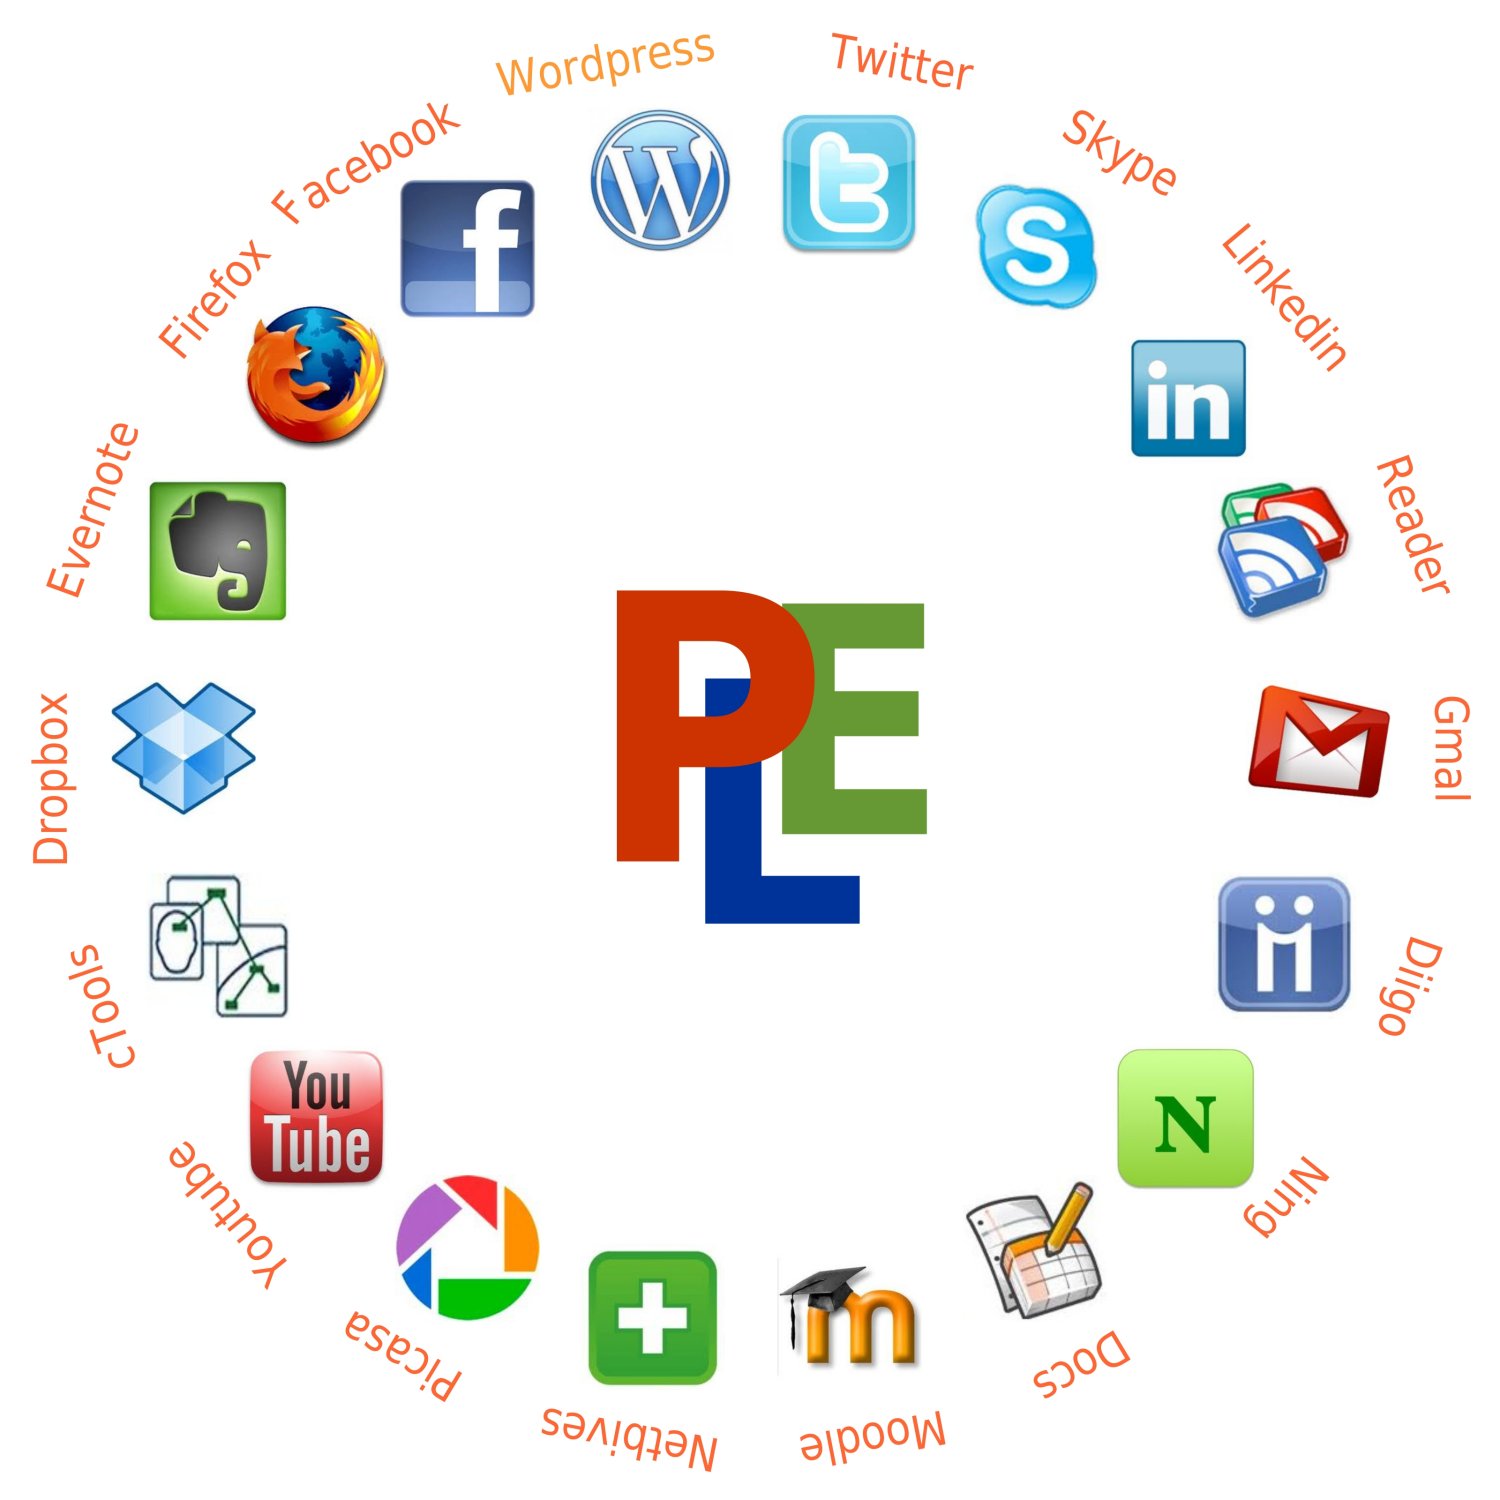 Wordpress
Twitter
Skype
Linkedin
Reader
Gmal
Diigo
Ning
Docs
Moodle
Netbives
Picasa
Youtube
cTools
Dropbox
Evernote
Firefox
Facebook
PLE
You
Tube
in
N